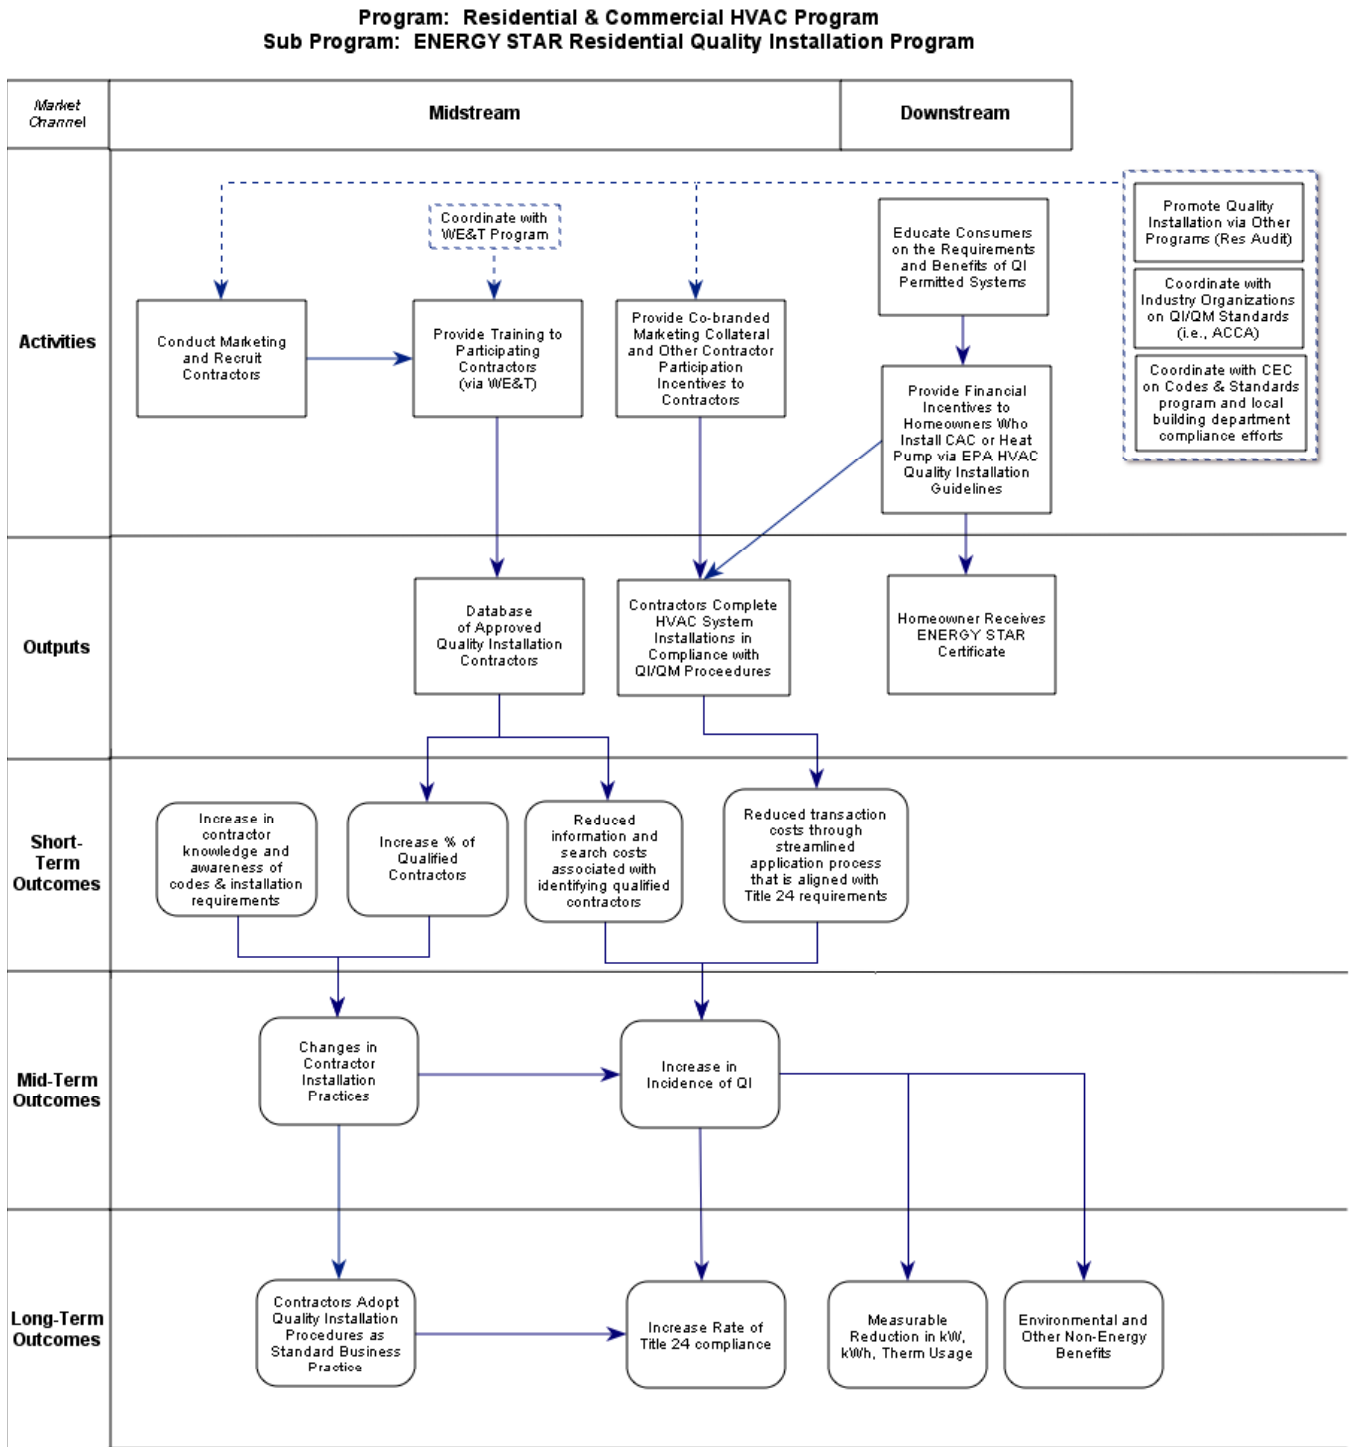 Program:  Residential & Commercial HVAC Program
Sub Program:  ENERGY STAR Residential Quality Installation Program
Market
Channel
Midstream
Downstream
Activities
Coordinate with
WE&T Program
Conduct Marketing
and Recruit
Contractors
Provide Training to
Participating
Contractors
(via WE&T)
Provide Co-branded
Marketing Collateral
and Other Contractor
Participation
Incentives to
Contractors
Educate Consumers
on the Requirements
and Benefits of QI
Permitted Systems
Provide Financial
Incentives to
Homeowners Who
Install CAC or Heat
Pump via EPA HVAC
Quality Installation
Guidelines
Promote Quality
Installation via Other
Programs (Res Audit)
Coordinate with
Industry Organizations
on QI/QM Standards
(i.e., ACCA)
Coordinate with CEC
on Codes & Standards
program and local
building department
compliance efforts
Outputs
Database
of Approved
Quality Installation
Contractors
Contractors Complete
HVAC System
Installations in
Compliance with
QI/QM Proceedures
Homeowner Receives
ENERGY STAR
Certificate
Short-
Term
Outcomes
Increase in
contractor
knowledge and
awareness of
codes & installation
requirements
Increase % of
Qualified
Contractors
Reduced
information and
search costs
associated with
identifying qualified
contractors
Reduced transaction
costs through
streamlined
application process
that is aligned with
Title 24 requirements
Mid-Term
Outcomes
Changes in
Contractor
Installation
Practices
Increase in
Incidence of QI
Long-Term
Outcomes
Contractors Adopt
Quality Installation
Procedures as
Standard Business
Practice
Increase Rate of
Title 24 compliance
Measurable
Reduction in kW,
kWh, Therm Usage
Environmental and
Other Non-Energy
Benefits